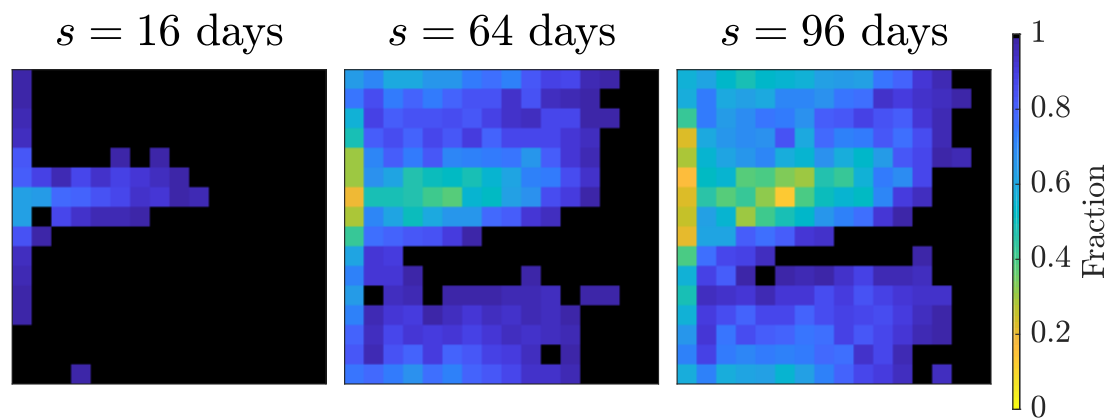 s = 16 days
s = 64 days
s = 96 days
1
0.8
0.6
0.4
0.2
0
Fraction